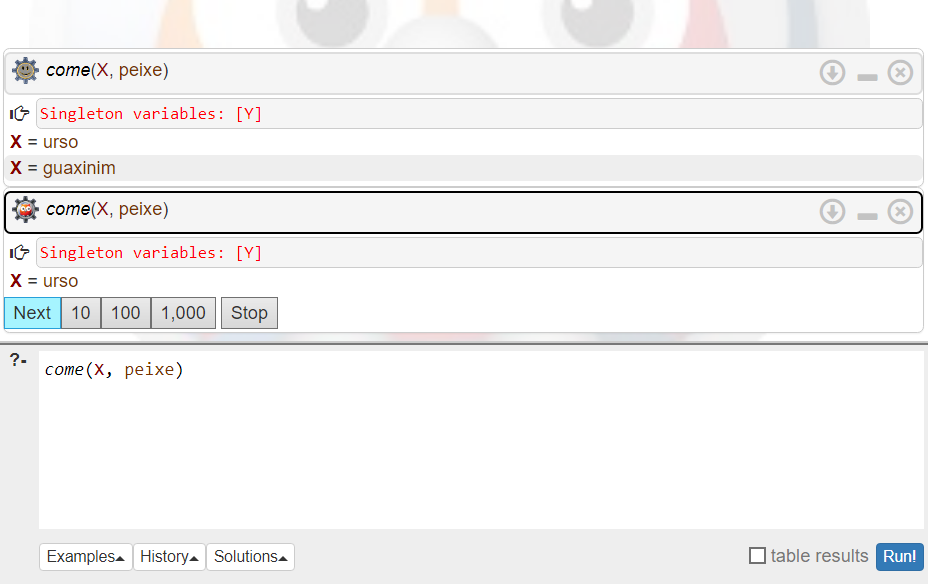 come(X, peixe)
Singleton variables: [Y]
X = urso
X = guaxinim
come(X, peixe)
Singleton variables: [Y]
X = urso
Next 10 100 1,000 Stop
?- come(X, peixe)
Examples History Solutions table results Run!